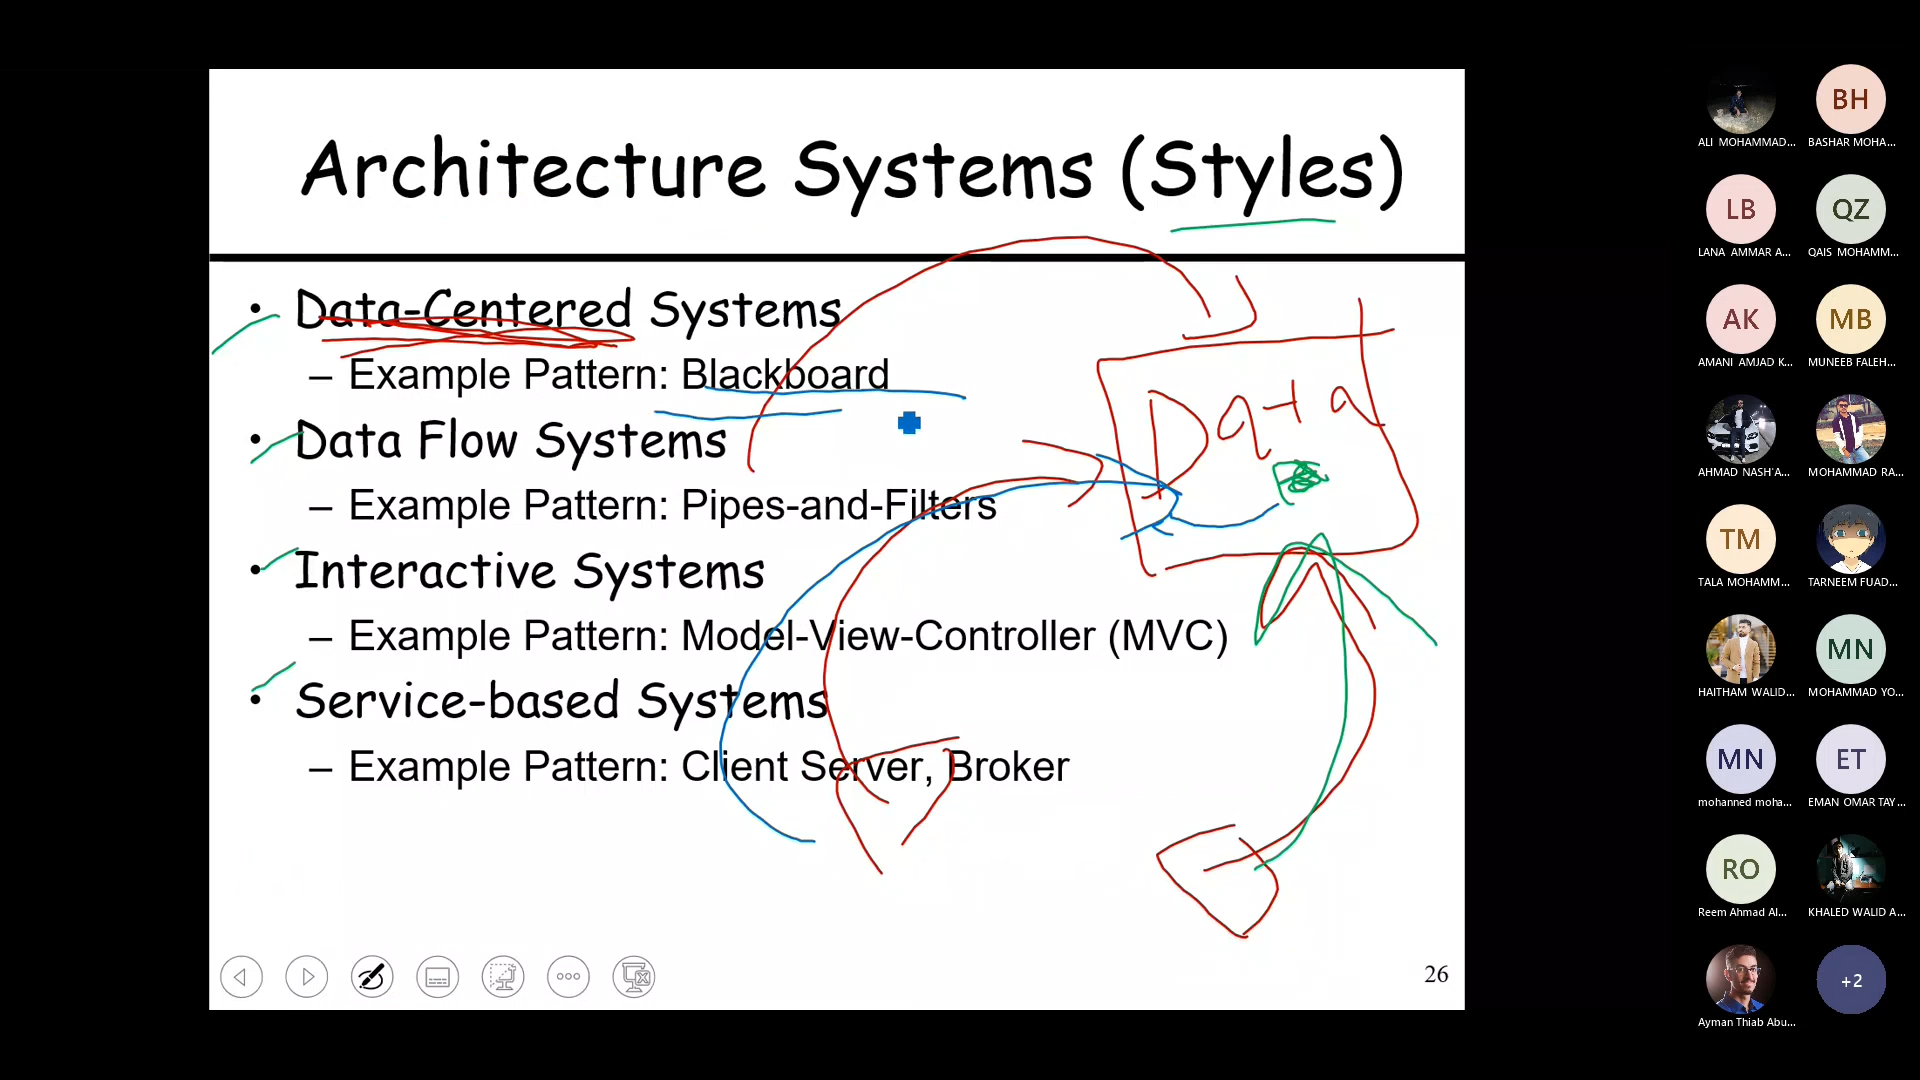 Architecture Systems (Styles)
• Data-Centered Systems
– Example Pattern: Blackboard
• Data Flow Systems
– Example Pattern: Pipes-and-Filters
• Interactive Systems
– Example Pattern: Model-View-Controller (MVC)
• Service-based Systems
– Example Pattern: Client Server, Broker
Data
26
BH
ALI MOHAMMAD...
BASHAR MOHA...
LB
QZ
LANA AMMAR A...
QAIS MOHAMM...
AK
MB
AMANI AMJAD K...
MUNEEB FALEH...
AHMAD NASH'A...
MOHAMMAD RA...
TM
TALA MOHAMM...
TARNEEM FUAD...
MN
HAITHAM WALID...
MOHAMMAD YO...
MN
ET
mohanned moha...
EMAN OMAR TAY...
RO
Reem Ahmad Al...
KHALED WALID A...
+2
Ayman Thiab Abu...